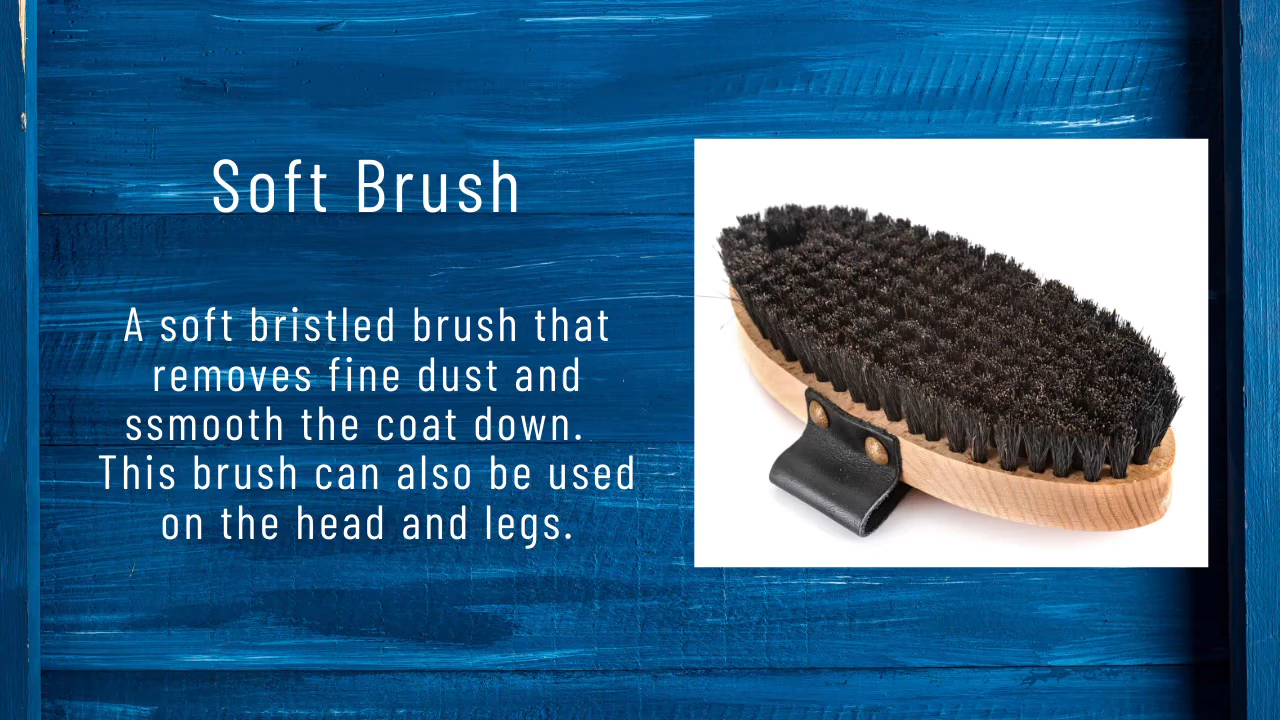 Soft Brush
A soft bristled brush that
removes fine dust and
ssmooth the coat down.
This brush can also be used
on the head and legs.